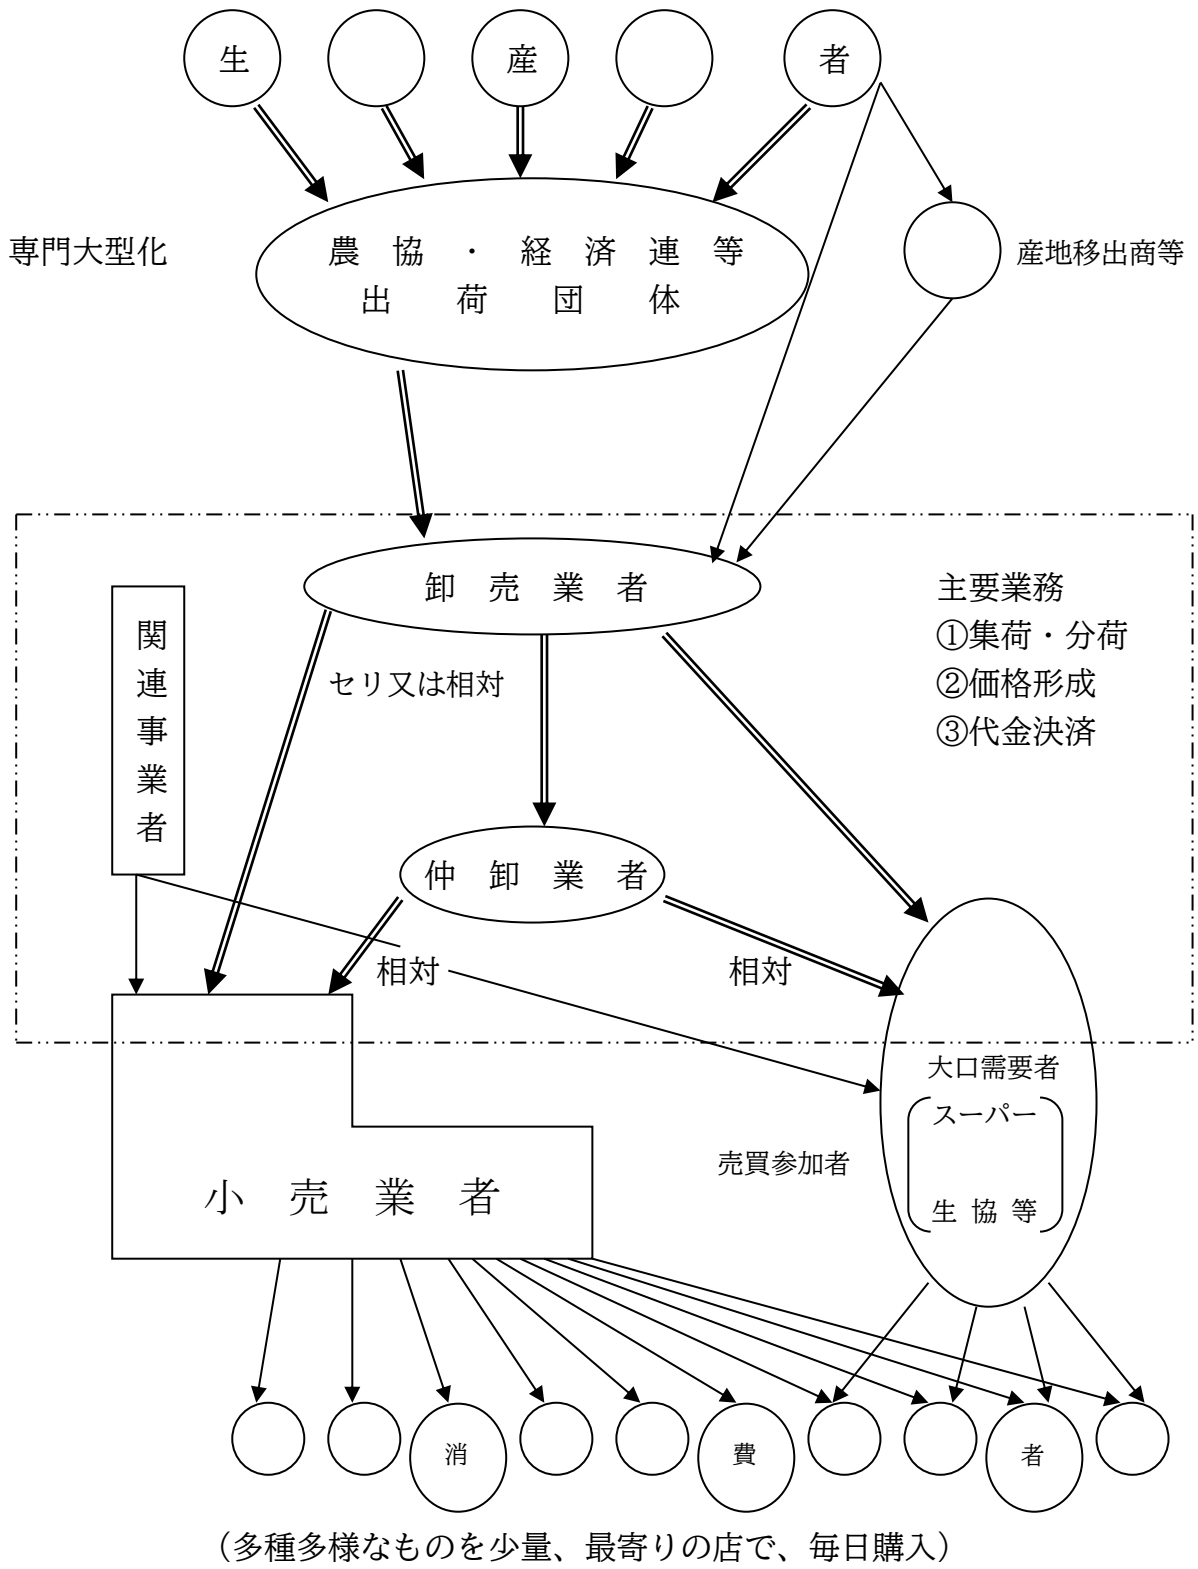 生　産　者
専門大型化
農　協　・　経　済　連　等
出　荷　団　体
産地移出商等
卸　売　業　者
主要業務
①集荷・分荷
②価格形成
③代金決済
関連事業者
セリ又は相対
仲　卸　業　者
相対
相対
大口需要者
スーパー
生 協 等
売買参加者
小　売　業　者
消　費　者
（多種多様なものを少量、最寄りの店で、毎日購入）